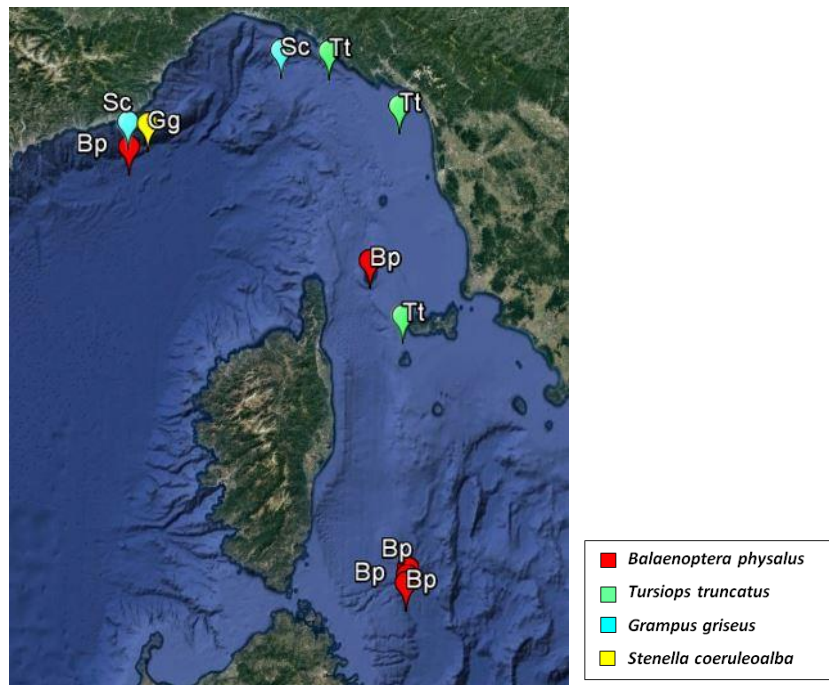 Sc
Tt
Tt
Sc
Gg
Bp
Bp
Tt
Bp
Bp
Bp
Balaenoptera physalus
Tursiops truncatus
Grampus griseus
Stenella coeruleoalba